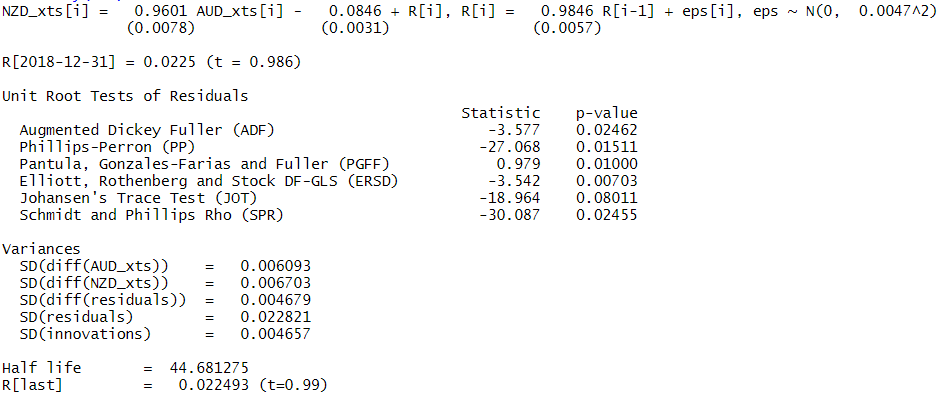 NZD_xts[i] =   0.9601 AUD_xts[i] -   0.0846 + R[i], R[i] =   0.9846 R[i-1] + eps[i], eps ~ N(0,  0.0047^2)
              (0.0078)               (0.0031)                 (0.0057)
R[2018-12-31] = 0.0225 (t = 0.986)
Unit Root Tests of Residuals
                                                    Statistic    p-value
  Augmented Dickey Fuller (ADF)                        -3.577    0.02462
  Phillips-Perron (PP)                                -27.068    0.01511
  Pantula, Gonzales-Farias and Fuller (PGFF)            0.979    0.01000
  Elliott, Rothenberg and Stock DF-GLS (ERSD)          -3.542    0.00703
  Johansen's Trace Test (JOT)                         -18.964    0.08011
  Schmidt and Phillips Rho (SPR)                      -30.087    0.02455
Variances
  SD(diff(AUD_xts))    =   0.006093
  SD(diff(NZD_xts))    =   0.006703
  SD(diff(residuals))  =   0.004679
  SD(residuals)        =   0.022821
  SD(innovations)      =   0.004657
Half life       =  44.681275
R[last]         =   0.022493 (t=0.99)